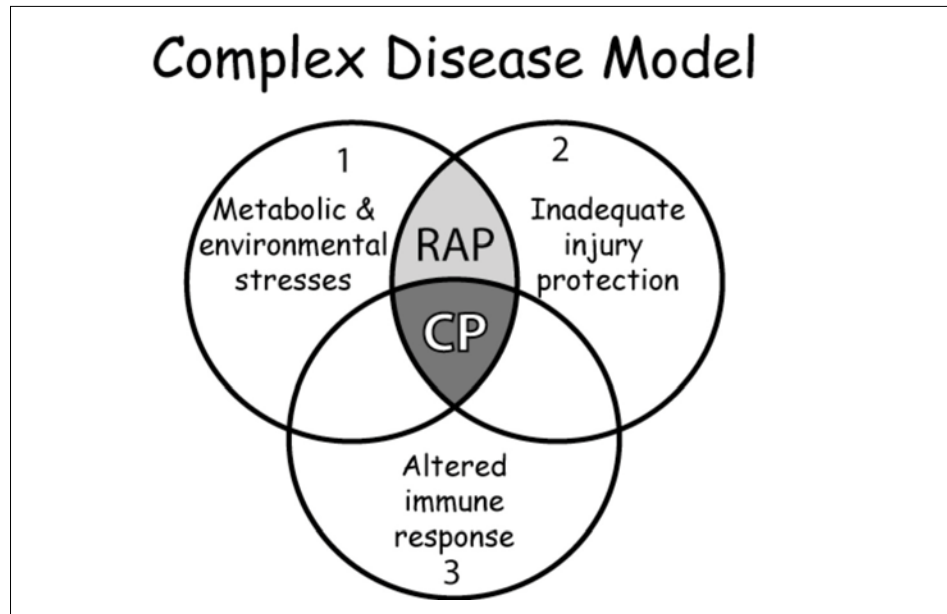 Complex Disease Model
1
2
Metabolic &
environmental
stresses
RAP
Inadequate
injury
protection
CP
Altered
immune
response
3